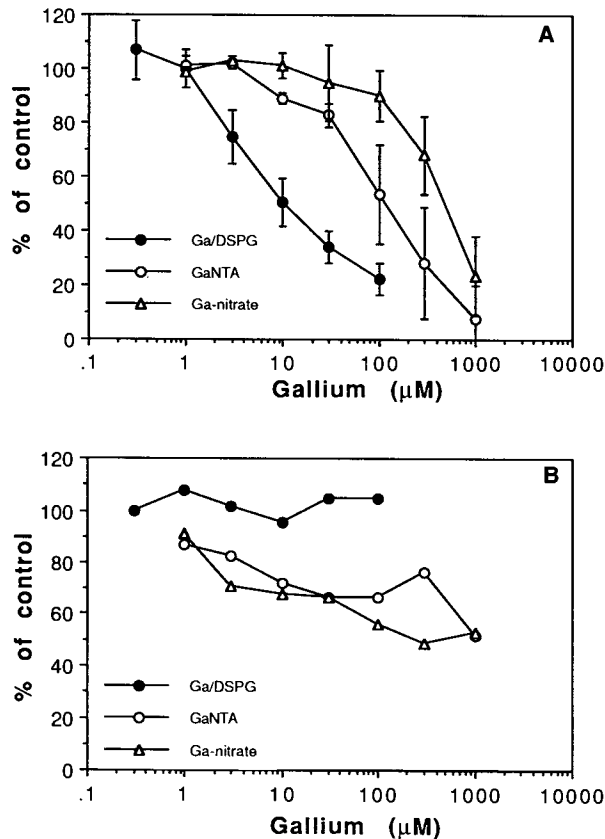 A
120
100
80
60
40
20
0
% of control
Ga/DSPG
GaNTA
Ga-nitrate
.1 1 10 100 1000 10000
Gallium (μM)
B
120
100
80
60
40
20
0
% of control
Ga/DSPG
GaNTA
Ga-nitrate
.1 1 10 100 1000 10000
Gallium (μM)